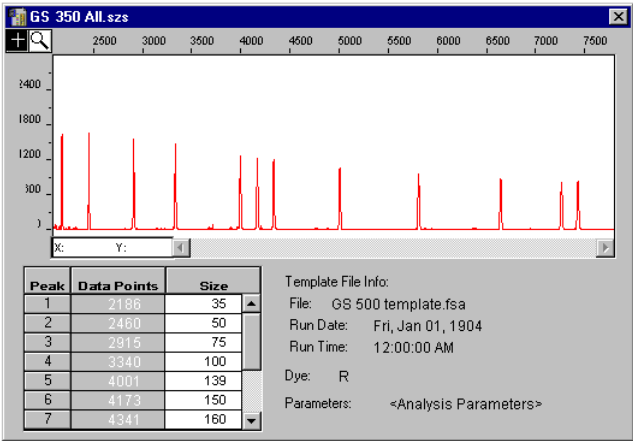 GS 350 All.szs
2500 3000 3500 4000 4500 5000 5500 6000 6500 7000 7500
2400
1800
1200
X: Y:
Peak Data Points Size
1 2186 35
2 2460 50
3 2915 75
4 3340 100
5 4001 139
6 4173 150
7 4341 160
Template File Info:
File: GS 500 template.fsa
Run Date: Fri, Jan 01, 1904
Run Time: 12:00:00 AM
Dye: R
Parameters: <Analysis Parameters>